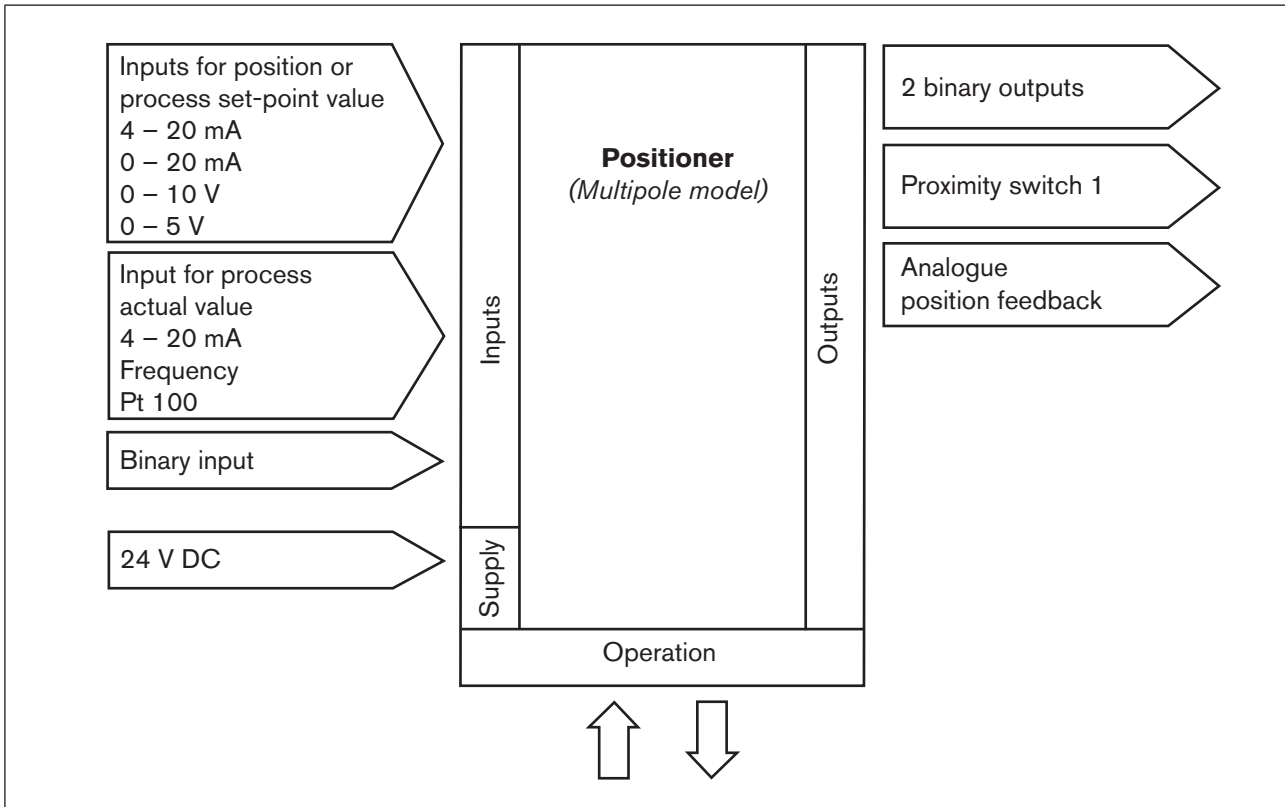 Inputs for position or
process set-point value
4 – 20 mA
0 – 20 mA
0 – 10 V
0 – 5 V
Input for process
actual value
4 – 20 mA
Frequency
Pt 100
Binary input
24 V DC
Inputs
Supply
Positioner
(Multipole model)
Operation
Outputs
2 binary outputs
Proximity switch 1
Analogue
position feedback